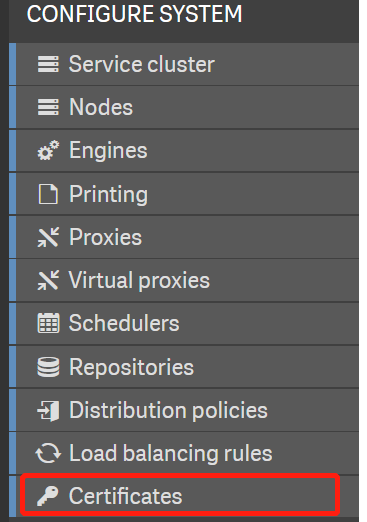 CONFIGURE SYSTEM
Service cluster
Nodes
Engines
Printing
Proxies
Virtual proxies
Schedulers
Repositories
Distribution policies
Load balancing rules
Certificates